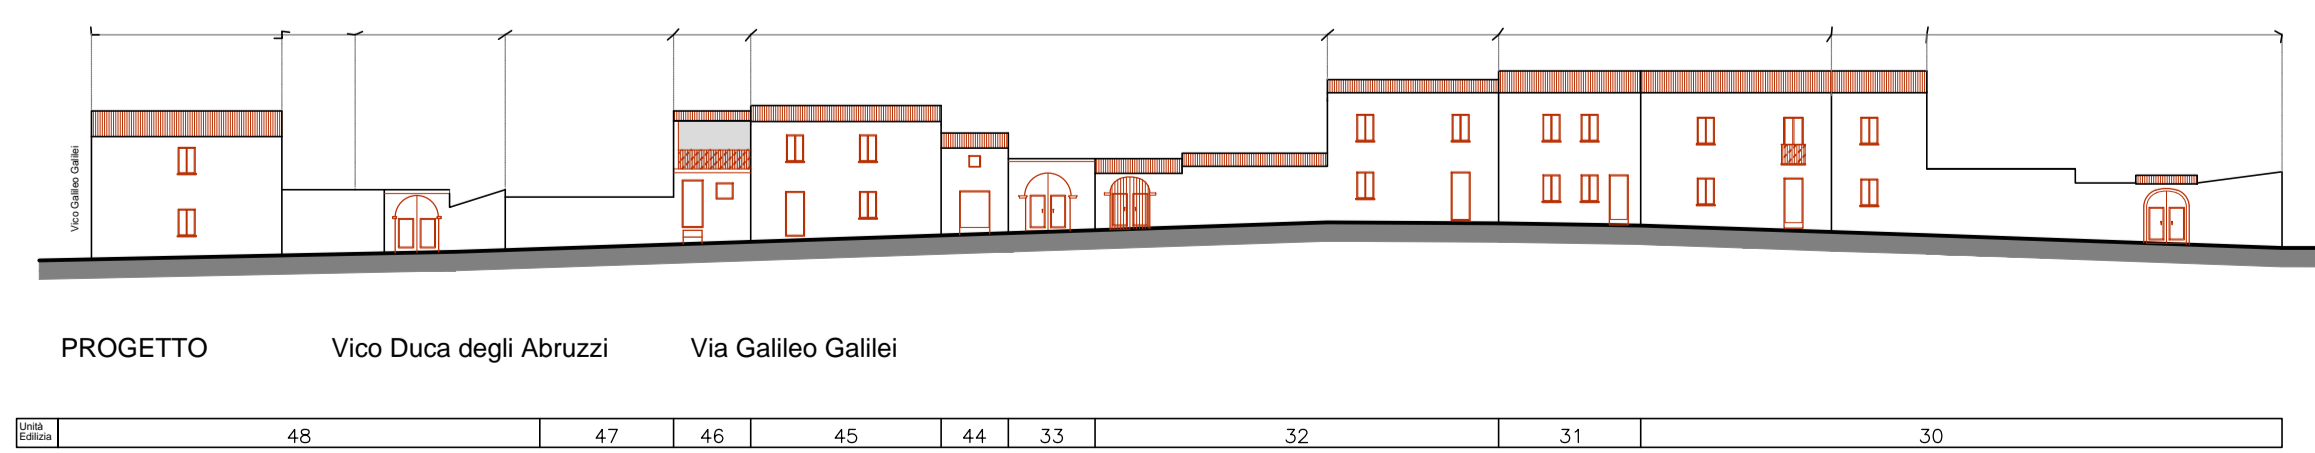 Vico Galileo Galilei
PROGETTO Vico Duca degli Abruzzi Via Galileo Galilei
Unità
Edilizia
48 47 46 45 44 33 32 31 30